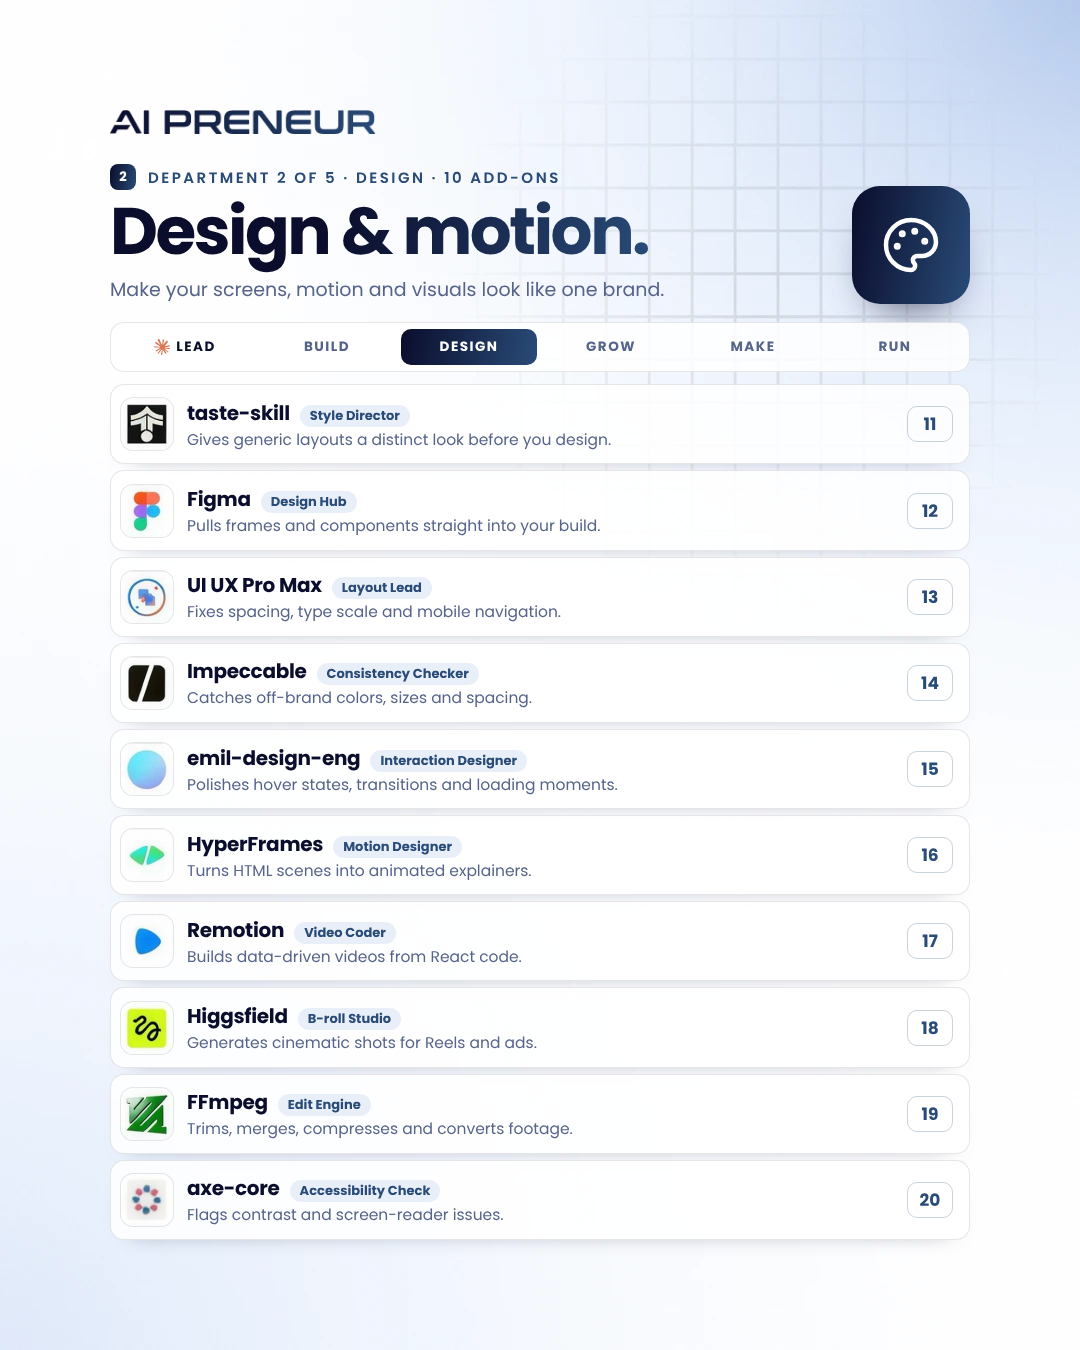 AI PRENEUR
2 DEPARTMENT 2 OF 5 · DESIGN · 10 ADD-ONS
Design & motion.
Make your screens, motion and visuals look like one brand.
LEAD BUILD DESIGN GROW MAKE RUN
taste-skill Style Director
Gives generic layouts a distinct look before you design.
11
Figma Design Hub
Pulls frames and components straight into your build.
12
UI UX Pro Max Layout Lead
Fixes spacing, type scale and mobile navigation.
13
Impeccable Consistency Checker
Catches off-brand colors, sizes and spacing.
14
emil-design-eng Interaction Designer
Polishes hover states, transitions and loading moments.
15
HyperFrames Motion Designer
Turns HTML scenes into animated explainers.
16
Remotion Video Coder
Builds data-driven videos from React code.
17
Higgsfield B-roll Studio
Generates cinematic shots for Reels and ads.
18
FFmpeg Edit Engine
Trims, merges, compresses and converts footage.
19
axe-core Accessibility Check
Flags contrast and screen-reader issues.
20